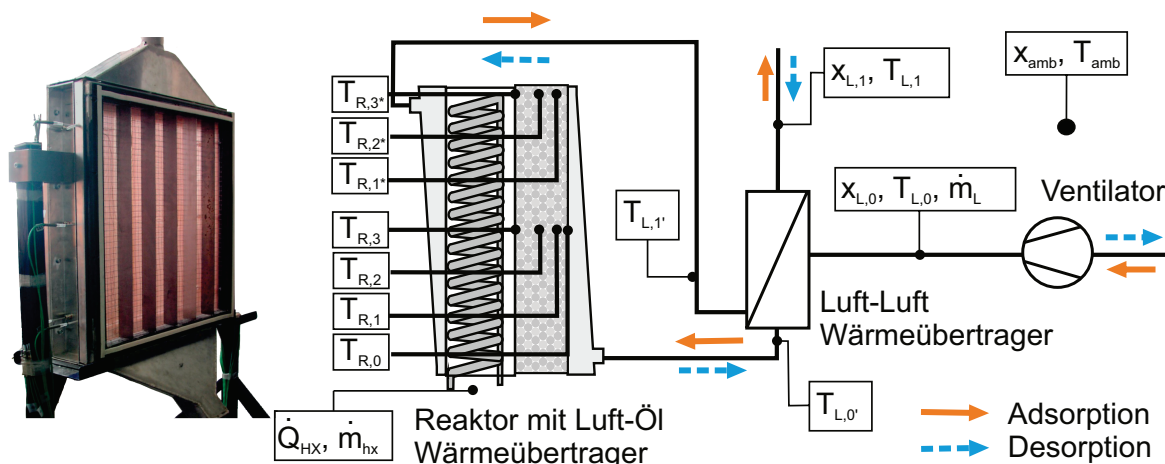 x_L,1, T_L,1
x_amb, T_amb
T_R,3*
T_R,2*
T_R,1*
T_R,3
T_R,2
T_R,1
T_R,0
T_L,1'
x_L,0, T_L,0, ṁ_L
Ventilator
Luft-Luft
Wärmeübertrager
T_L,0'
Q̇_HX, ṁ_hx
Reaktor mit Luft-Öl
Wärmeübertrager
Adsorption
Desorption